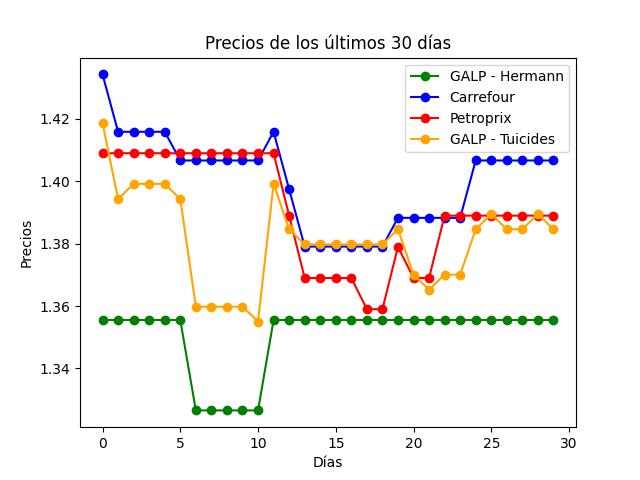 Precios de los últimos 30 días
GALP - Hermann
Carrefour
Petroprix
GALP - Tuicides
1.42
1.40
1.38
1.36
1.34
Precios
0 5 10 15 20 25 30
Días